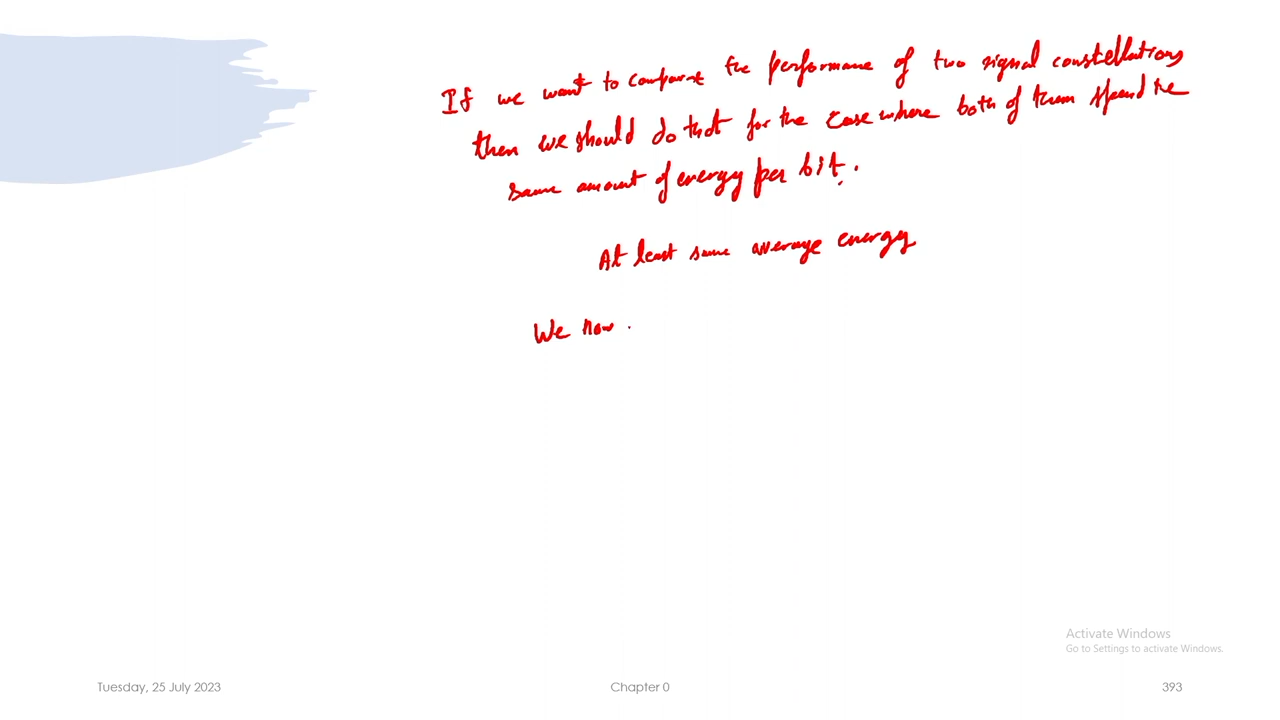 If we want to compare the performance of two signal constellations
then we should do that for the case where both of them spend the
same amount of energy per bit.
At least same average energy
We now
Activate Windows
Go to Settings to activate Windows.
Tuesday, 25 July 2023
Chapter 0
393